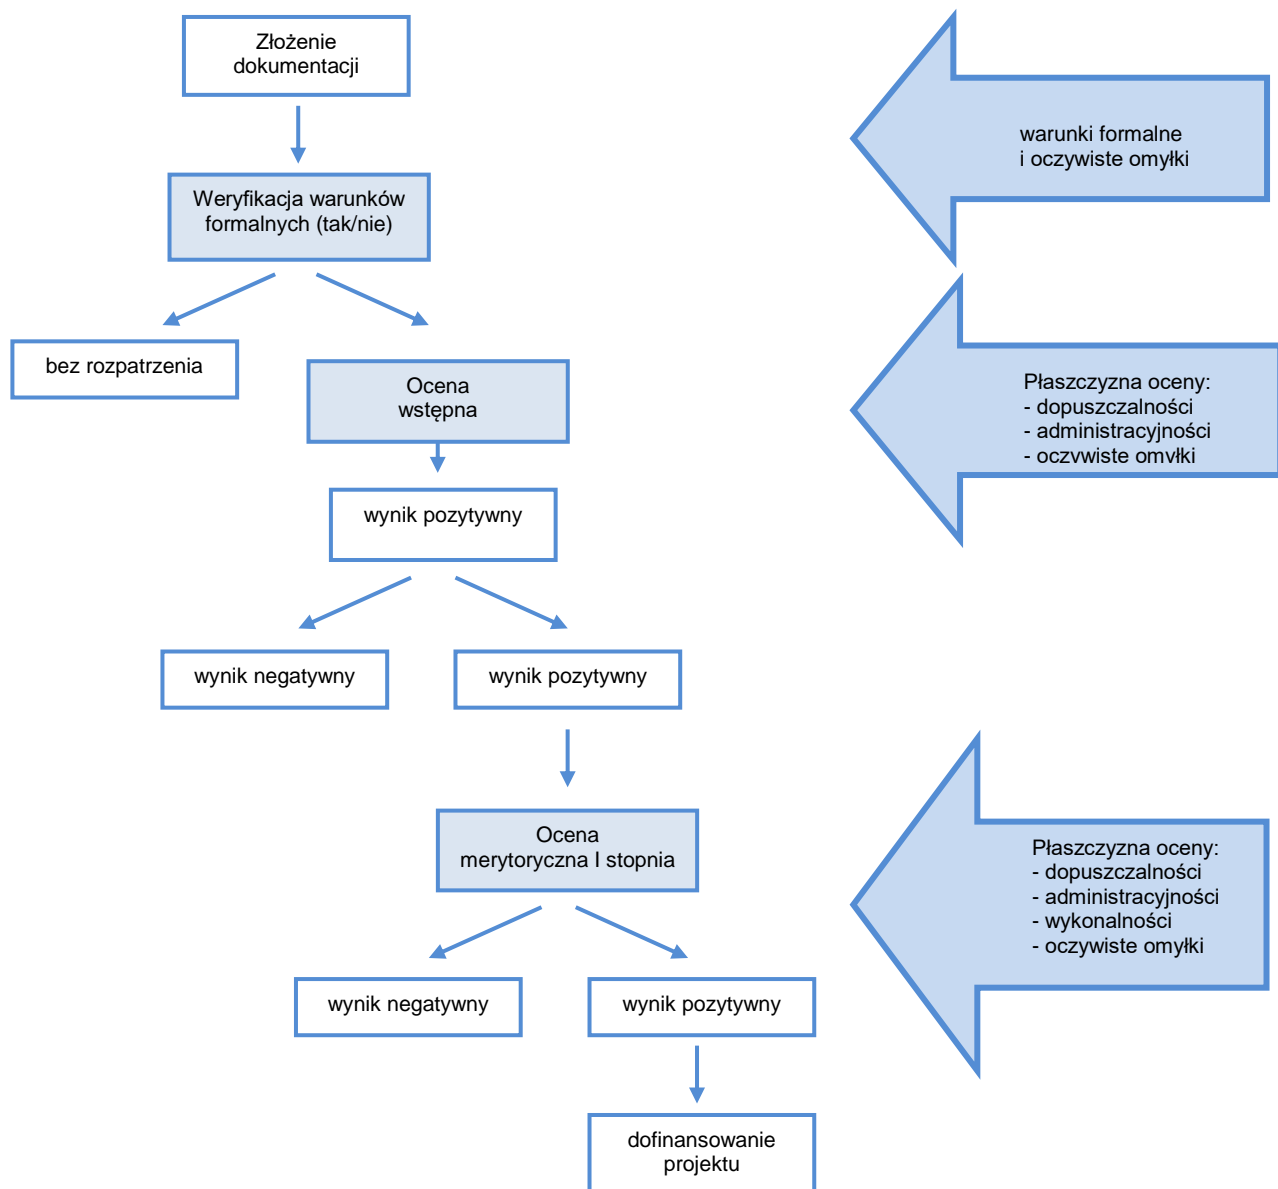 Złożenie
dokumentacji
warunki formalne
i oczywiste omyłki
Weryfikacja warunków
formalnych (tak/nie)
bez rozpatrzenia
Ocena
wstępna
Płaszczyzna oceny:
- dopuszczalności
- administracyjności
- oczywiste omyłki
wynik pozytywny
wynik negatywny
wynik pozytywny
Ocena
merytoryczna I stopnia
Płaszczyzna oceny:
- dopuszczalności
- administracyjności
- wykonalności
- oczywiste omyłki
wynik negatywny
wynik pozytywny
dofinansowanie
projektu